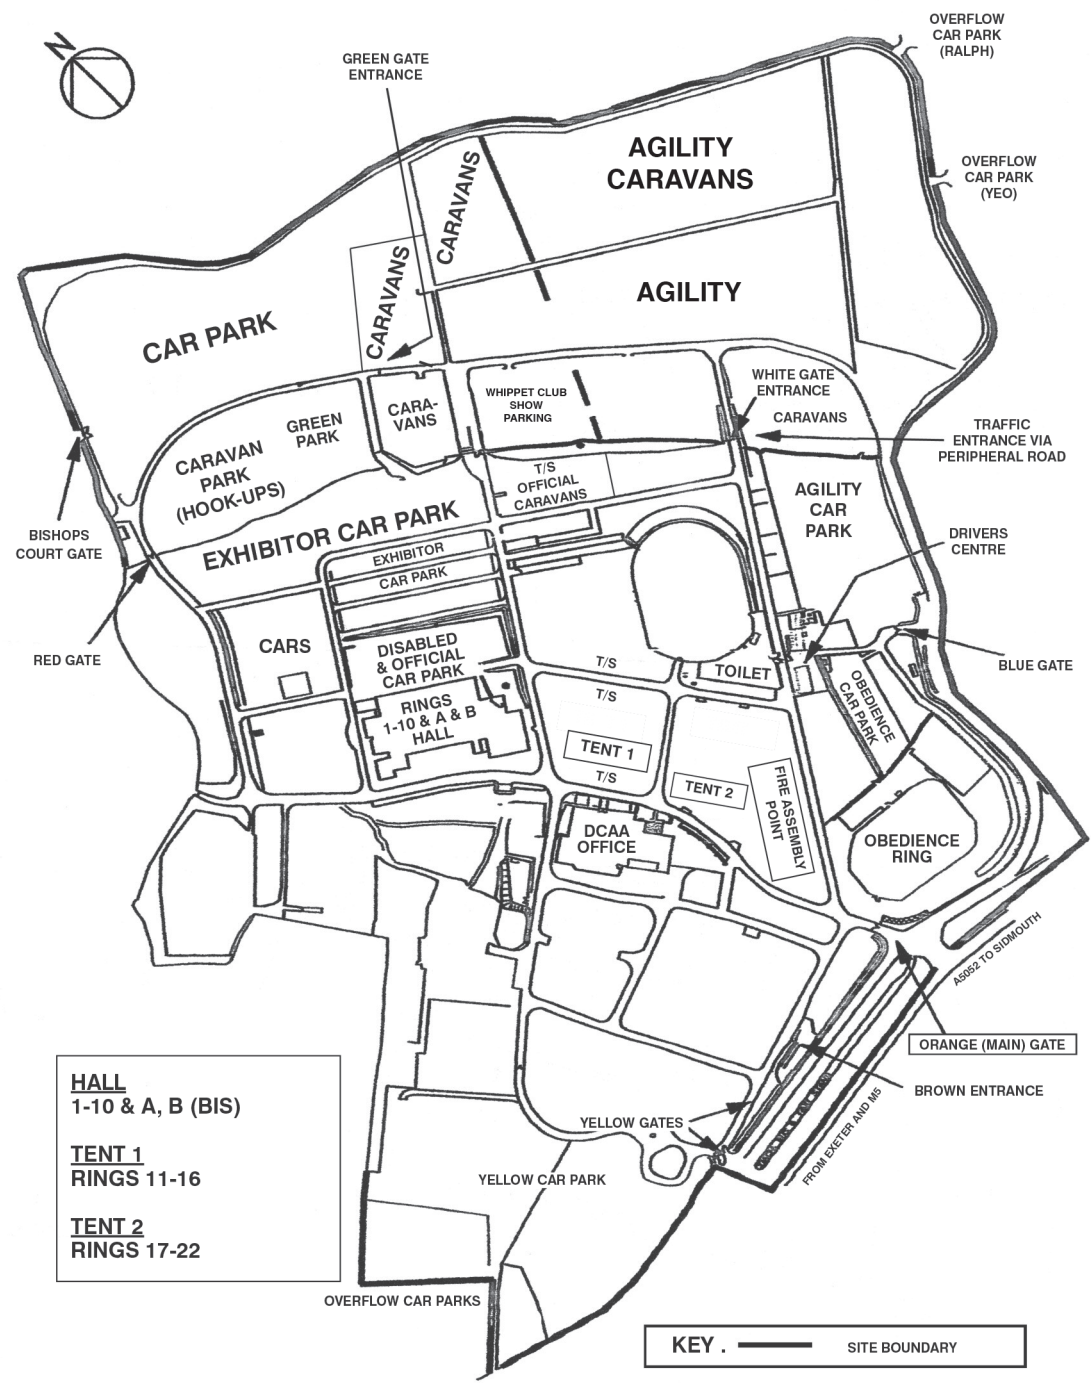 OVERFLOW
CAR PARK
(RALPH)
N
GREEN GATE
ENTRANCE
AGILITY
CARAVANS
CARAVANS
OVERFLOW
CAR PARK
(YEO)
CARAVANS
AGILITY
CAR PARK
WHITE GATE
ENTRANCE
CARAVANS
WHIPPET CLUB
SHOW
PARKING
CARA-
VANS
GREEN
PARK
TRAFFIC
ENTRANCE VIA
PERIPHERAL ROAD
CARAVAN
PARK
(HOOK-UPS)
T/S
OFFICIAL
CARAVANS
AGILITY
CAR
PARK
BISHOPS
COURT GATE
EXHIBITOR CAR PARK
DRIVERS
CENTRE
EXHIBITOR
CAR PARK
RED GATE
CARS
DISABLED
& OFFICIAL
CAR PARK
T/S
TOILET
BLUE GATE
T/S
RINGS
1-10 & A & B
HALL
OBEDIENCE
CAR PARK
TENT 1
T/S
TENT 2
FIRE ASSEMBLY
POINT
DCAA
OFFICE
OBEDIENCE
RING
A5052 TO SIDMOUTH
ORANGE (MAIN) GATE
BROWN ENTRANCE
FROM EXETER AND M5
YELLOW GATES
YELLOW CAR PARK
HALL
1-10 & A, B (BIS)
TENT 1
RINGS 11-16
TENT 2
RINGS 17-22
OVERFLOW CAR PARKS
KEY .
SITE BOUNDARY